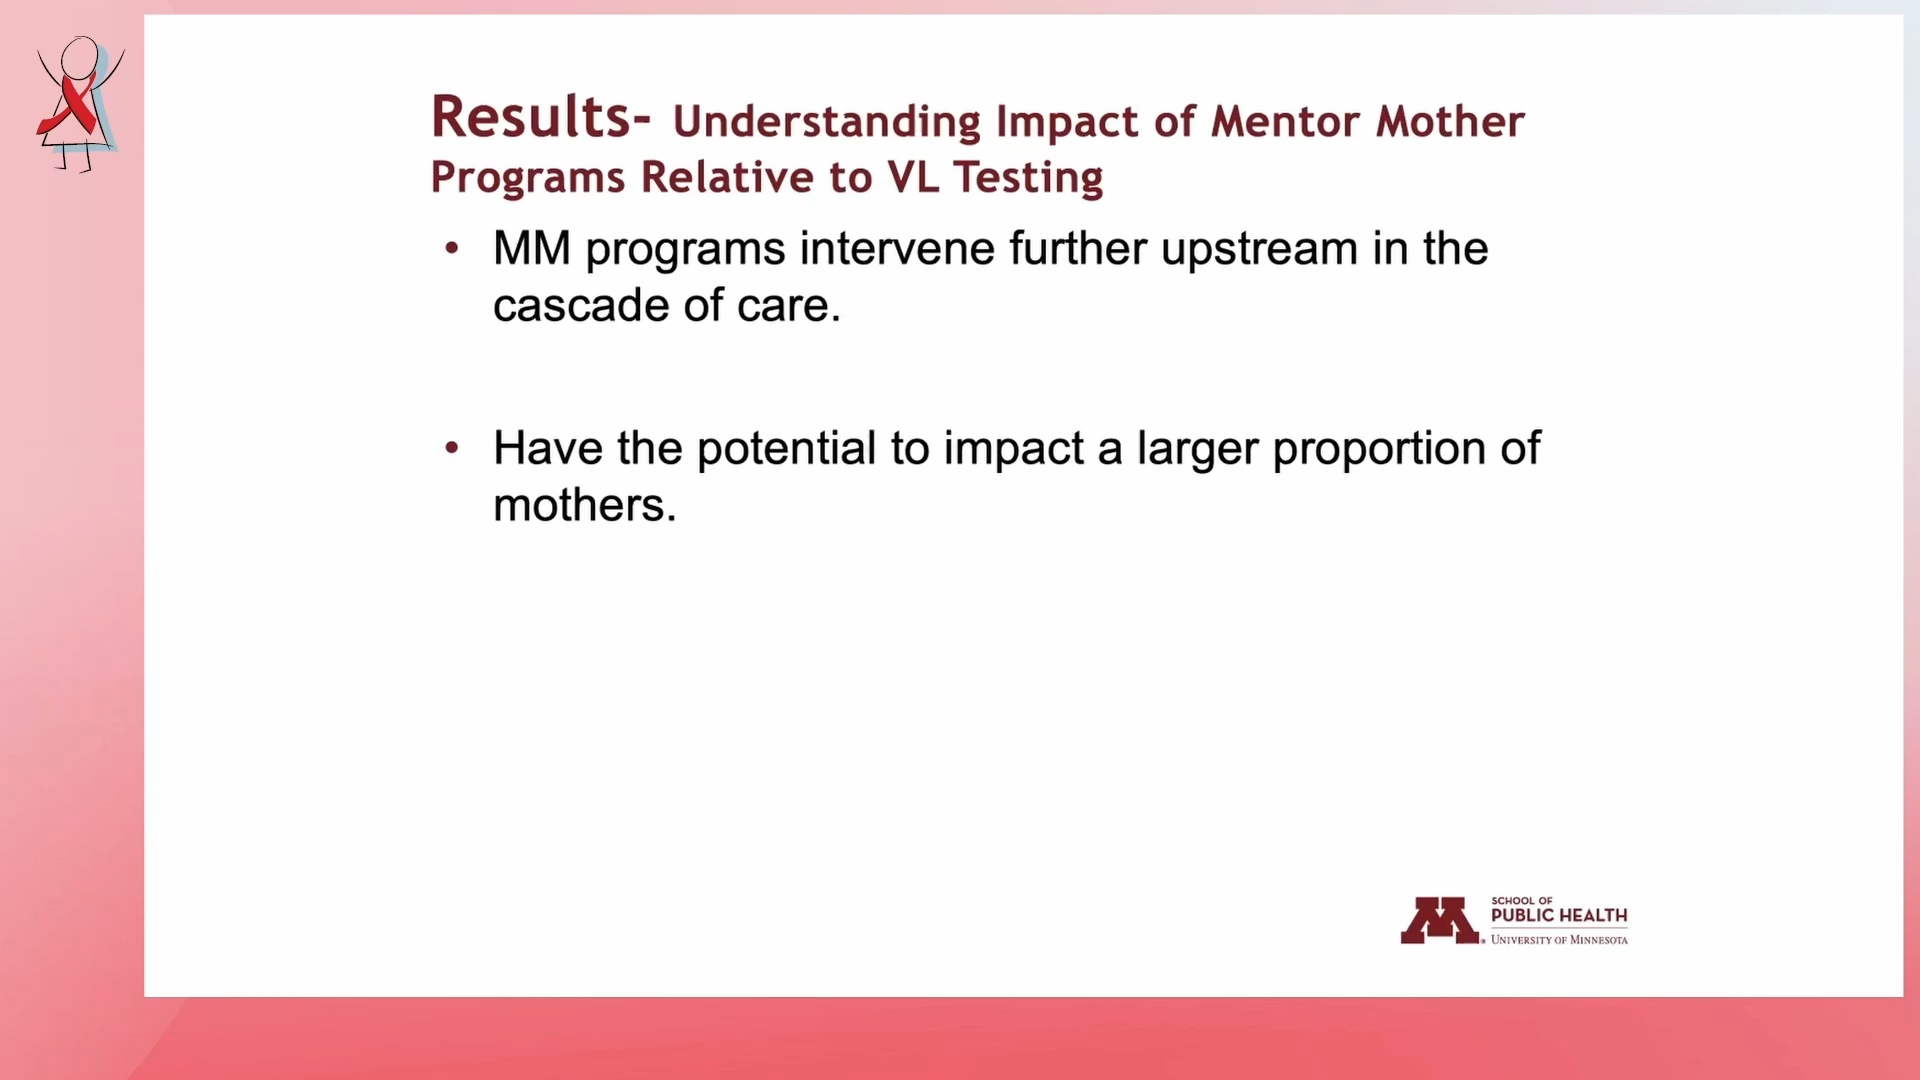 Results- Understanding Impact of Mentor Mother
Programs Relative to VL Testing
• MM programs intervene further upstream in the
cascade of care.
• Have the potential to impact a larger proportion of
mothers.
SCHOOL OF
PUBLIC HEALTH
UNIVERSITY OF MINNESOTA